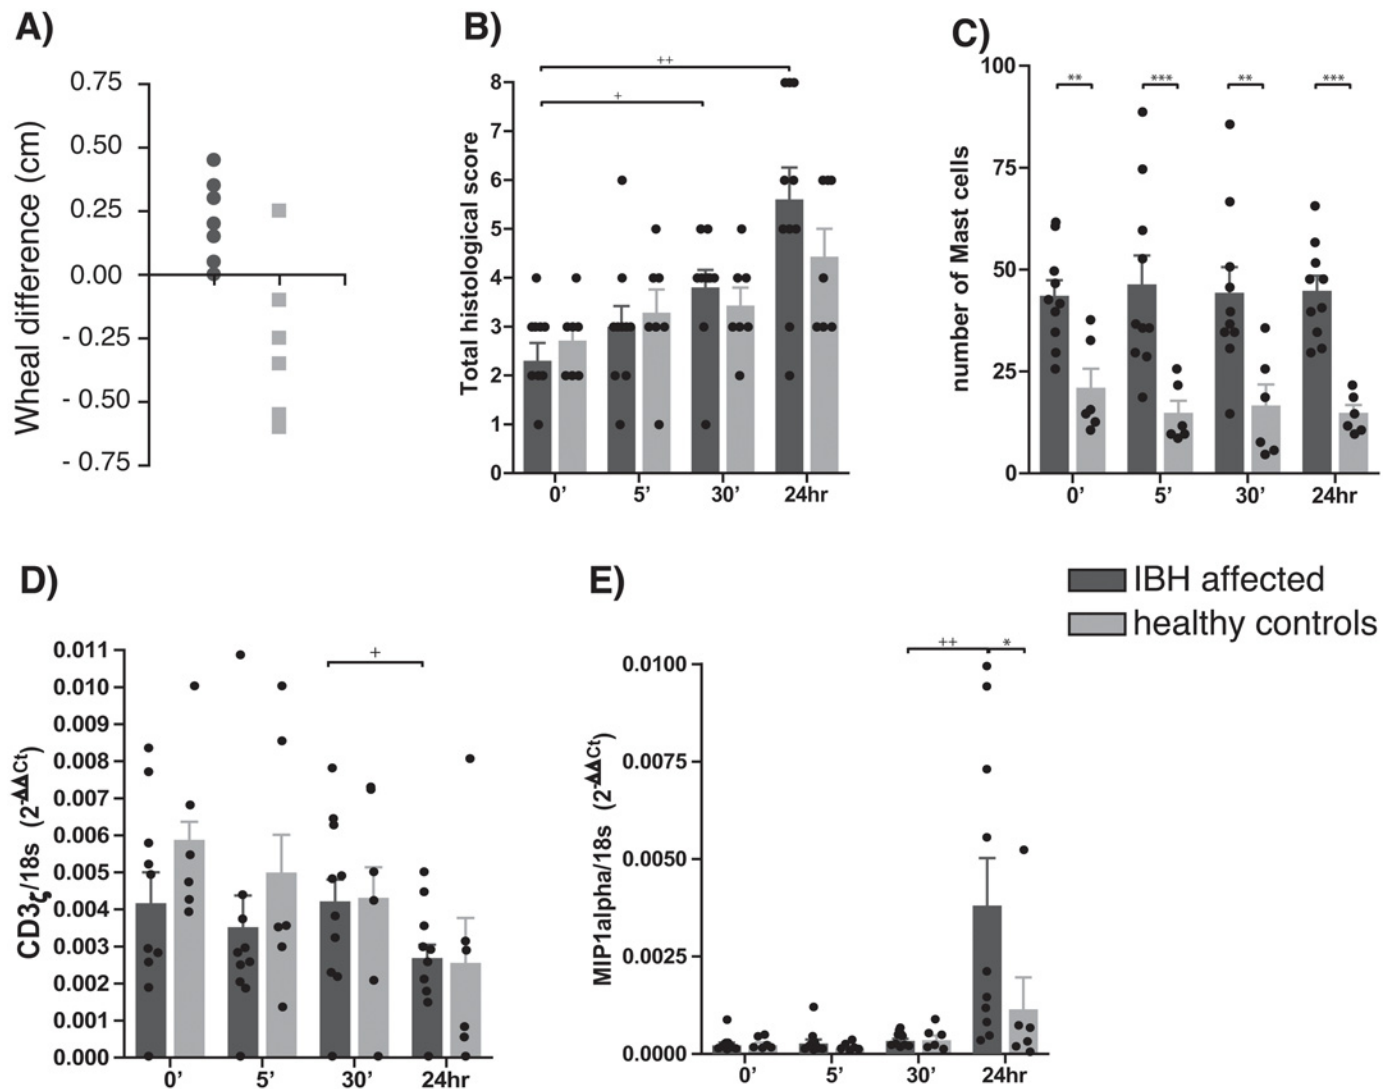 A)
Wheal difference (cm)
0.75
0.50
0.25
0.00
- 0.25
- 0.50
- 0.75
B)
Total histological score
8
7
6
5
4
3
2
1
0
++
+
0’ 5’ 30’ 24hr
C)
number of Mast cells
100
75
50
25
0
** *** ** ***
0’ 5’ 30’ 24hr
IBH affected
healthy controls
D)
CD3ζ/18s (2-ΔΔCt)
0.011
0.010
0.009
0.008
0.007
0.006
0.005
0.004
0.003
0.002
0.001
0.000
+
0’ 5’ 30’ 24hr
E)
MIP1alpha/18s (2-ΔΔCt)
0.0100
0.0075
0.0050
0.0025
0.0000
++ *
0’ 5’ 30’ 24hr